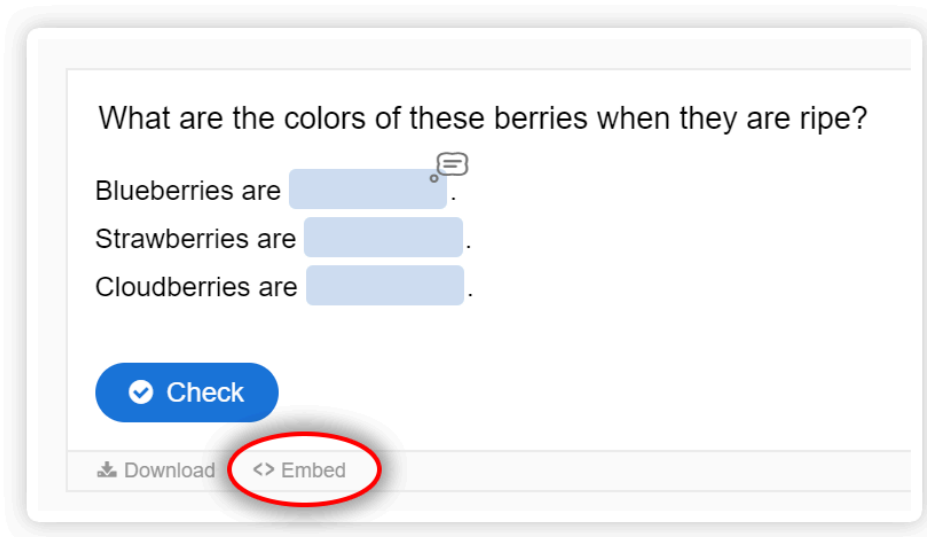 What are the colors of these berries when they are ripe?
Blueberries are .
Strawberries are .
Cloudberries are .
Check
Download <> Embed